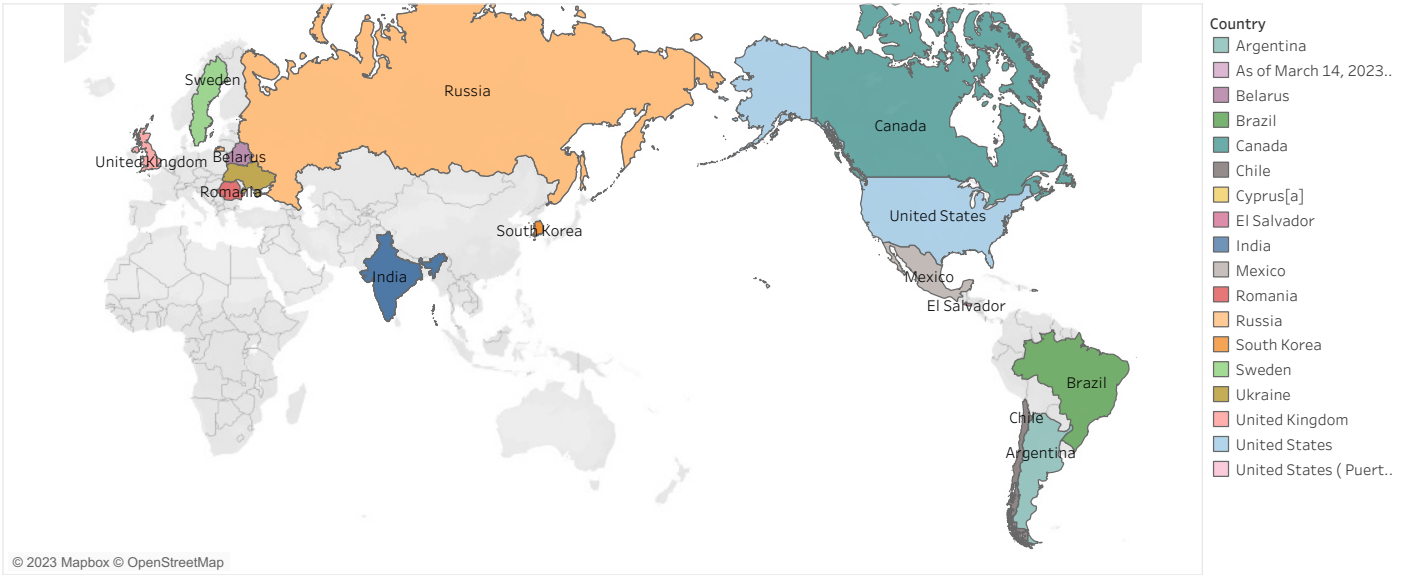 Sweden
Russia
United Kingdom
Belarus
Romania
South Korea
India
Canada
United States
Mexico
El Salvador
Brazil
Chile
Argentina
© 2023 Mapbox © OpenStreetMap
Country
Argentina
As of March 14, 2023..
Belarus
Brazil
Canada
Chile
Cyprus[a]
El Salvador
India
Mexico
Romania
Russia
South Korea
Sweden
Ukraine
United Kingdom
United States
United States ( Puert..